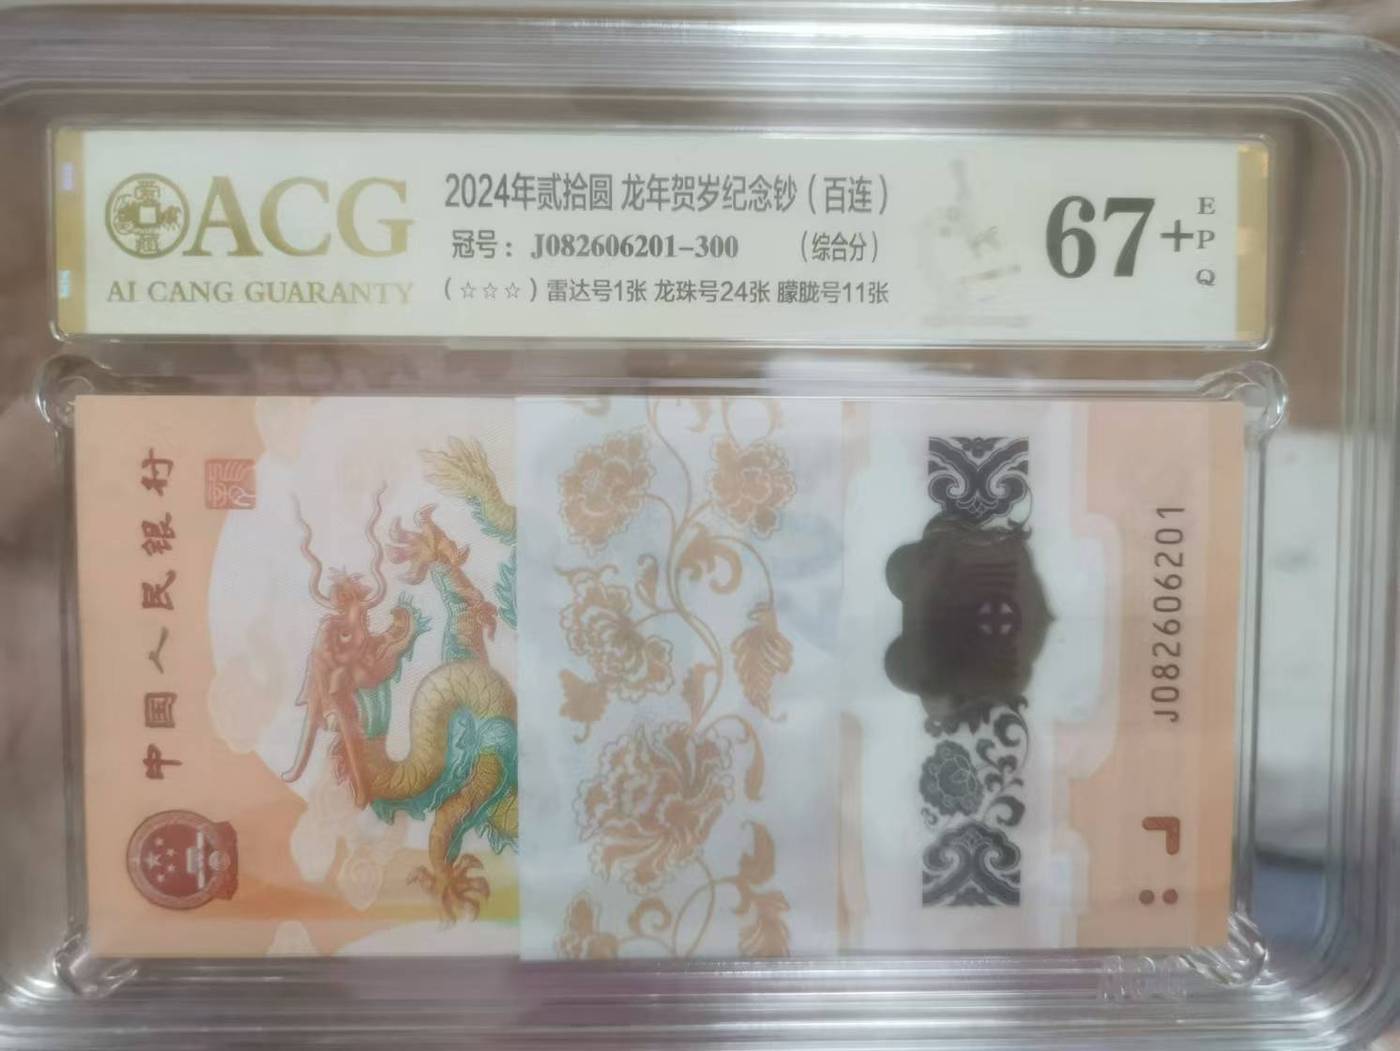 ACG
AI CANG GUARANTY
2024年贰拾圆 龙年贺岁纪念钞（百连）
冠号：J082606201-300 （综合分）
（☆☆☆）雷达号1张 龙珠号24张 朦胧号11张
67+
EPQ
中国人民银行
J082606201